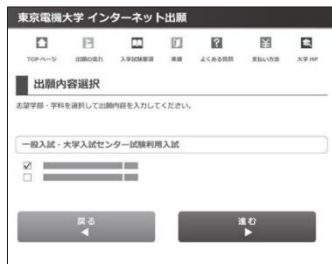 東京電機大学 インターネット出願
TOPページ 出願の流れ 入学試験要項 準備 よくある質問 支払い方法 大学HP
出願内容選択
志望学部・学科を選択して出願内容を入力してください。
一般入試・大学入試センター試験利用入試
戻る 進む